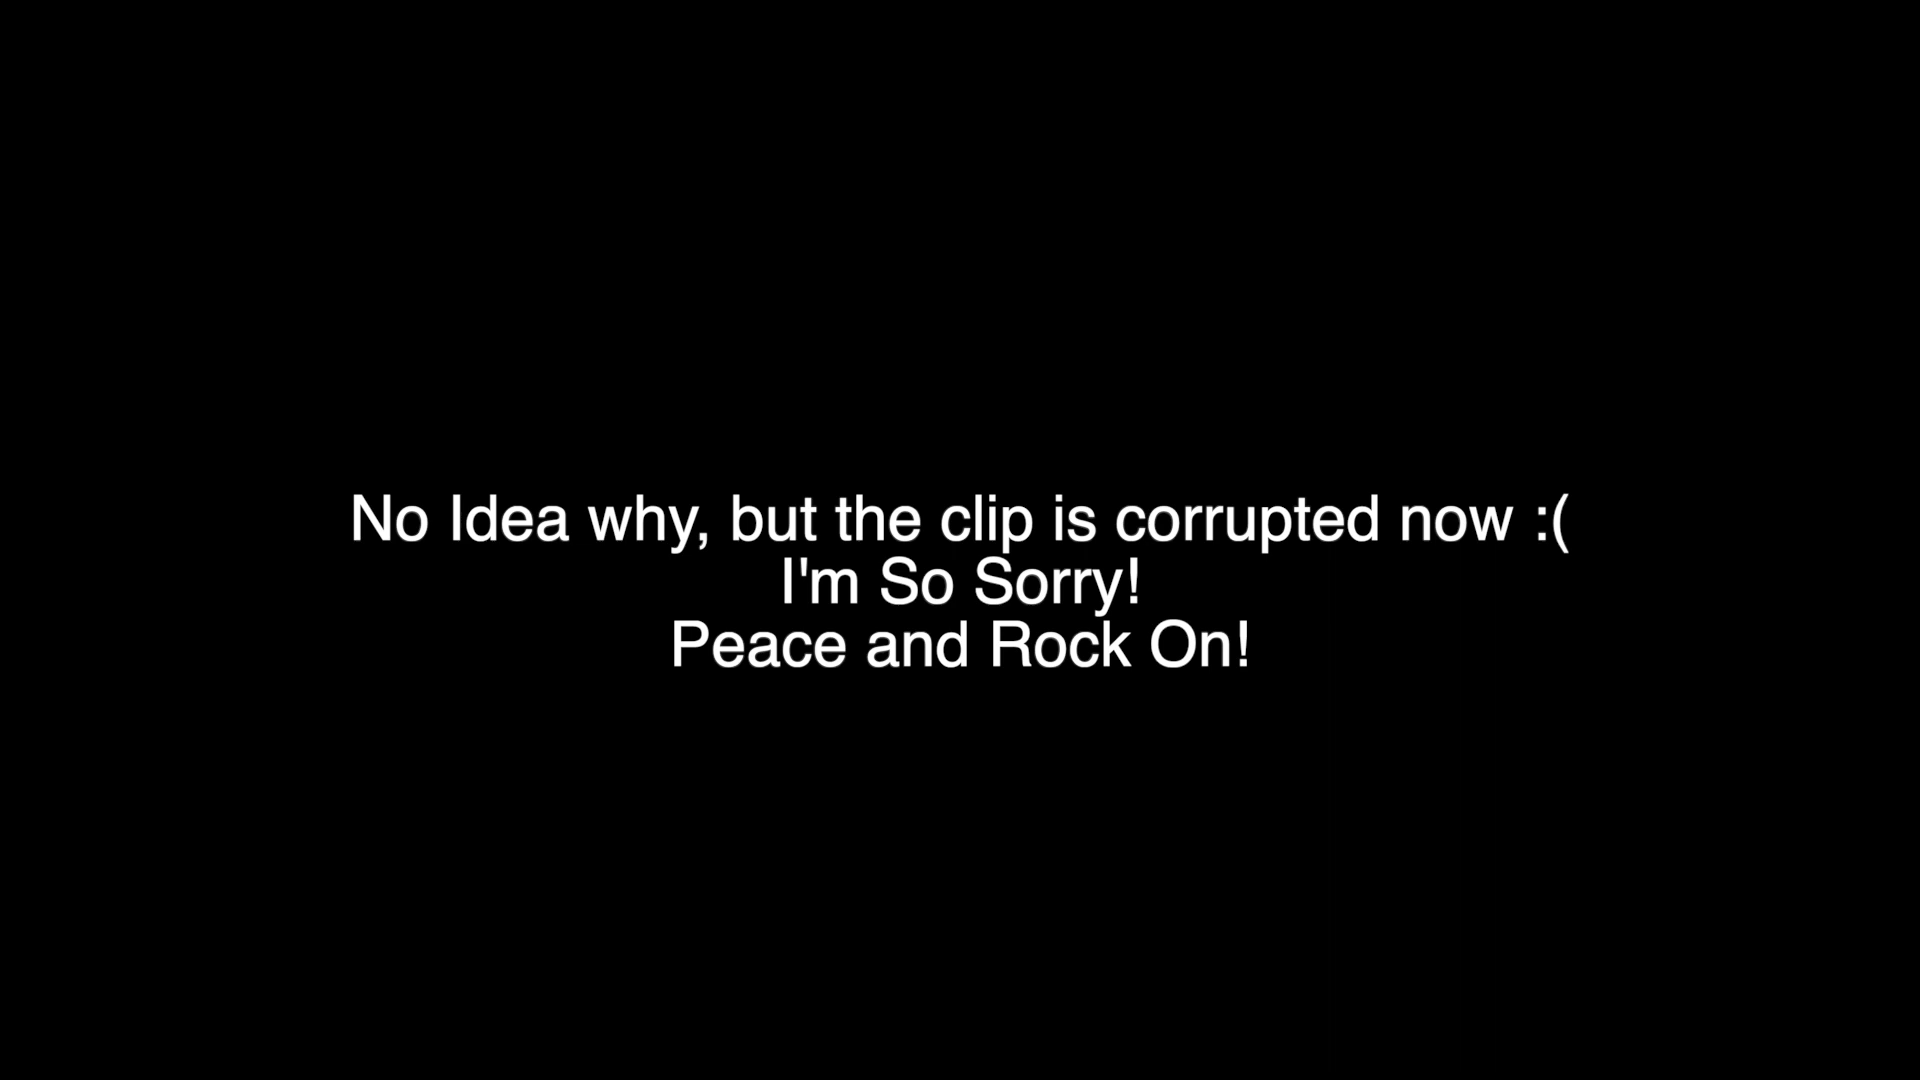 No Idea why, but the clip is corrupted now :(
I'm So Sorry!
Peace and Rock On!